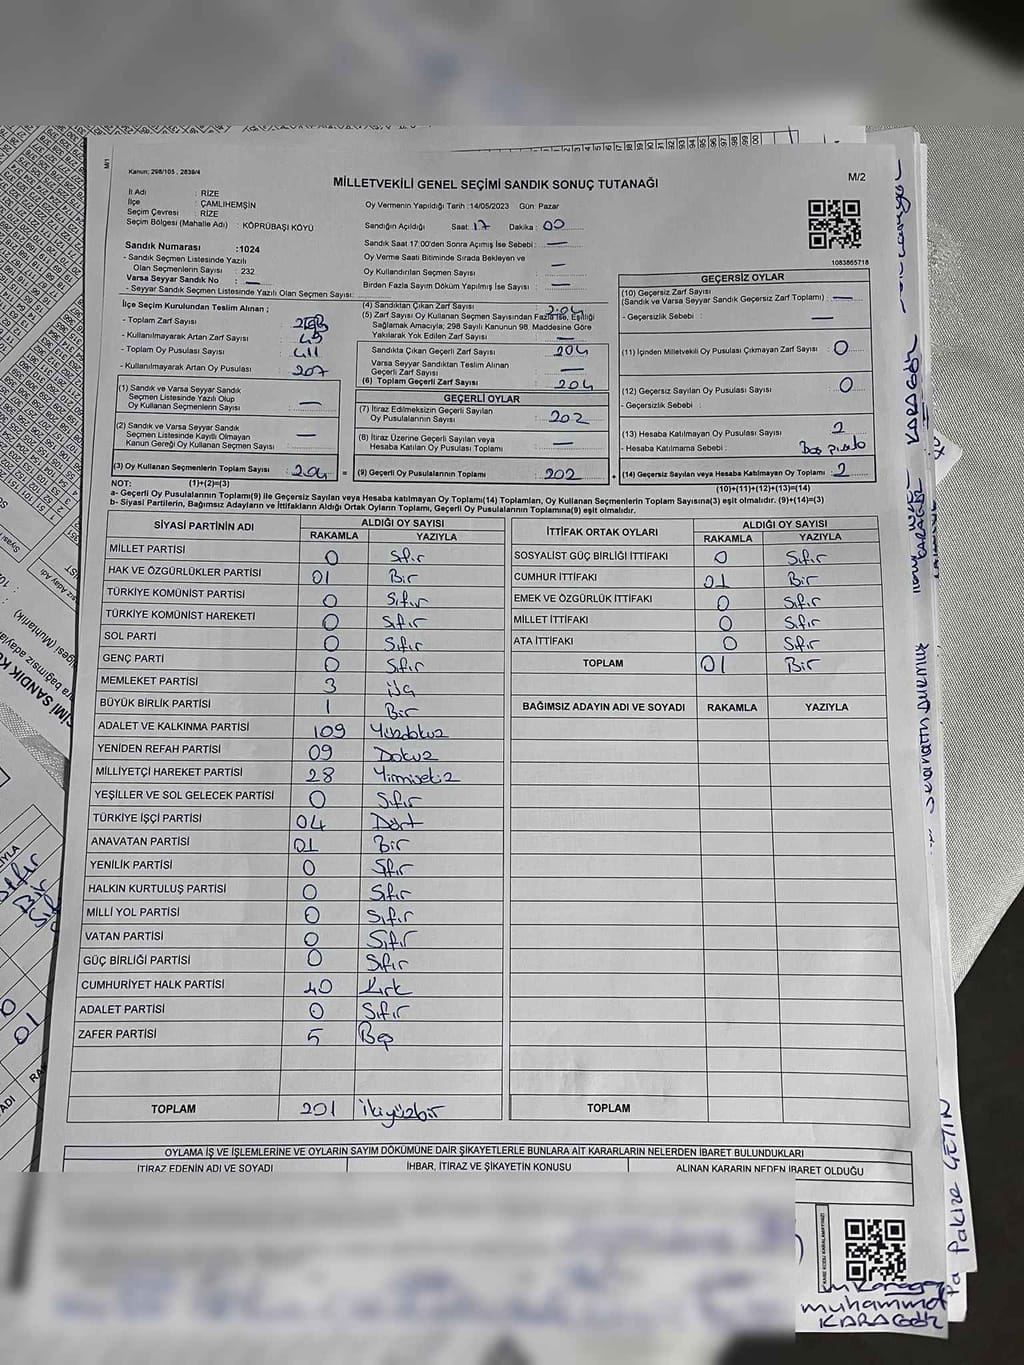 M/1
Kanun; 298/105 , 2839/4
MİLLETVEKİLİ GENEL SEÇİMİ SANDIK SONUÇ TUTANAĞI
M/2
İl Adı : RİZE
İlçe : ÇAMLIHEMŞİN
Seçim Çevresi : RİZE
Seçim Bölgesi (Mahalle Adı) : KÖPRÜBAŞI KÖYÜ
Oy Vermenin Yapıldığı Tarih :14/05/2023 Gün: Pazar
Sandığın Açıldığı Saat: 17 Dakika : 00
Sandık Numarası :1024
- Sandık Seçmen Listesinde Yazılı
Olan Seçmenlerin Sayısı : 232
Varsa Seyyar Sandık No : —
- Seyyar Sandık Seçmen Listesinde Yazılı Olan Seçmen Sayısı:
Sandık Saat 17.00'den Sonra Açımış İse Sebebi : —
Oy Verme Saati Bitiminde Sırada Bekleyen ve
Oy Kullandırılan Seçmen Sayısı —
Birden Fazla Sayım Döküm Yapılmış İse Sayısı : —
1083865718
İlçe Seçim Kurulundan Teslim Alınan ;
- Toplam Zarf Sayısı :
- Kullanılmayarak Artan Zarf Sayısı : 45
- Toplam Oy Pusulası Sayısı : 411
- Kullanılmayarak Artan Oy Pusulası : 207
(1) Sandık ve Varsa Seyyar Sandık
Seçmen Listesinde Yazılı Olup
Oy Kullanan Seçmenlerin Sayısı : —
(2) Sandık ve Varsa Seyyar Sandık
Seçmen Listesinde Kayıtlı Olmayan
Kanun Gereği Oy Kullanan Seçmen Sayısı : —
(3) Oy Kullanan Seçmenlerin Toplam Sayısı : 204
(1)+(2)=(3)
(4) Sandıktan Çıkan Zarf Sayısı : 204
(5) Zarf Sayısı Oy Kullanan Seçmen Sayısından Fazla İse, Eşitliği
Sağlamak Amacıyla; 298 Sayılı Kanunun 98. Maddesine Göre
Yakılarak Yok Edilen Zarf Sayısı : —
Sandıkta Çıkan Geçerli Zarf Sayısı : 204
Varsa Seyyar Sandıktan Teslim Alınan
Geçerli Zarf Sayısı : —
(6) Toplam Geçerli Zarf Sayısı : 204
GEÇERLİ OYLAR
(7) İtiraz Edilmeksizin Geçerli Sayılan
Oy Pusulalarının Sayısı : 202
(8) İtiraz Üzerine Geçerli Sayılan veya
Hesaba Katılan Oy Pusulaları Toplamı : —
= (9) Geçerli Oy Pusulalarının Toplamı : 202
GEÇERSİZ OYLAR
(10) Geçersiz Zarf Sayısı
(Sandık ve Varsa Seyyar Sandık Geçersiz Zarf Toplamı) : —
- Geçersizlik Sebebi : —
(11) İçinden Milletvekili Oy Pusulası Çıkmayan Zarf Sayısı : 0
(12) Geçersiz Sayılan Oy Pusulası Sayısı : 0
- Geçersizlik Sebebi :
(13) Hesaba Katılmayan Oy Pusulası Sayısı : 2
- Hesaba Katılmama Sebebi : Boş
+ (14) Geçersiz Sayılan veya Hesaba Katılmayan Oy Toplamı : 2
(10)+(11)+(12)+(13)=(14)
NOT:
a- Geçerli Oy Pusulalarının Toplamı(9) ile Geçersiz Sayılan veya Hesaba katılmayan Oy Toplamı(14) Toplamları, Oy Kullanan Seçmenlerin Toplam Sayısına(3) eşit olmalıdır. (9)+(14)=(3)
b- Siyasi Partilerin, Bağımsız Adayların ve İttifakların Aldığı Ortak Oyların Toplamı, Geçerli Oy Pusulalarının Toplamına(9) eşit olmalıdır.
SİYASİ PARTİNİN ADI ALDIĞI OY SAYISI
RAKAMLA YAZIYLA
MİLLET PARTİSİ 0 Sıfır
HAK VE ÖZGÜRLÜKLER PARTİSİ 01 Bir
TÜRKİYE KOMÜNİST PARTİSİ 0 Sıfır
TÜRKİYE KOMÜNİST HAREKETİ 0 Sıfır
SOL PARTİ 0 Sıfır
GENÇ PARTİ 0 Sıfır
MEMLEKET PARTİSİ 3 Üç
BÜYÜK BİRLİK PARTİSİ 1 Bir
ADALET VE KALKINMA PARTİSİ 109 Yüzdokuz
YENİDEN REFAH PARTİSİ 09 Dokuz
MİLLİYETÇİ HAREKET PARTİSİ 28 Yirmisekiz
YEŞİLLER VE SOL GELECEK PARTİSİ 0 Sıfır
TÜRKİYE İŞÇİ PARTİSİ 04 Dört
ANAVATAN PARTİSİ 01 Bir
YENİLİK PARTİSİ 0 Sıfır
HALKIN KURTULUŞ PARTİSİ 0 Sıfır
MİLLİ YOL PARTİSİ 0 Sıfır
VATAN PARTİSİ 0 Sıfır
GÜÇ BİRLİĞİ PARTİSİ 0 Sıfır
CUMHURİYET HALK PARTİSİ 40 Kırk
ADALET PARTİSİ 0 Sıfır
ZAFER PARTİSİ 5 Beş
TOPLAM 201 İkiyüzbir
İTTİFAK ORTAK OYLARI ALDIĞI OY SAYISI
RAKAMLA YAZIYLA
SOSYALİST GÜÇ BİRLİĞİ İTTİFAKI 0 Sıfır
CUMHUR İTTİFAKI 01 Bir
EMEK VE ÖZGÜRLÜK İTTİFAKI 0 Sıfır
MİLLET İTTİFAKI 0 Sıfır
ATA İTTİFAKI 0 Sıfır
TOPLAM 01 Bir
BAĞIMSIZ ADAYIN ADI VE SOYADI RAKAMLA YAZIYLA
TOPLAM
OYLAMA İŞ VE İŞLEMLERİNE VE OYLARIN SAYIM DÖKÜMÜNE DAİR ŞİKAYETLERLE BUNLARA AİT KARARLARIN NELERDEN İBARET BULUNDUKLARI
İTİRAZ EDENİN ADI VE SOYADI İHBAR, İTİRAZ VE ŞİKAYETİN KONUSU ALINAN KARARIN NEDEN İBARET OLDUĞU
KARE KODU KARALAMAYINIZ!
muhammed
KARAGÖZ
KARAGÖZ
Pakize ÇETİN